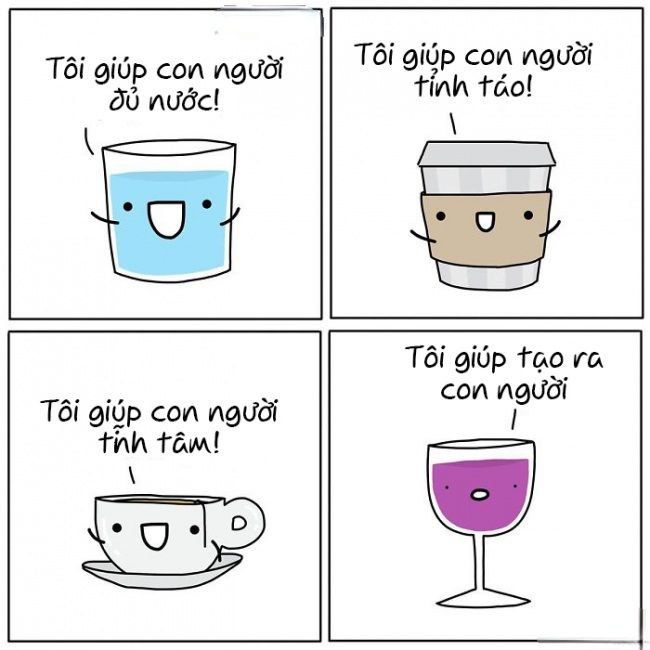 Tôi giúp con người
đủ nước!
Tôi giúp con người
tỉnh táo!
Tôi giúp con người
tĩnh tâm!
Tôi giúp tạo ra
con người